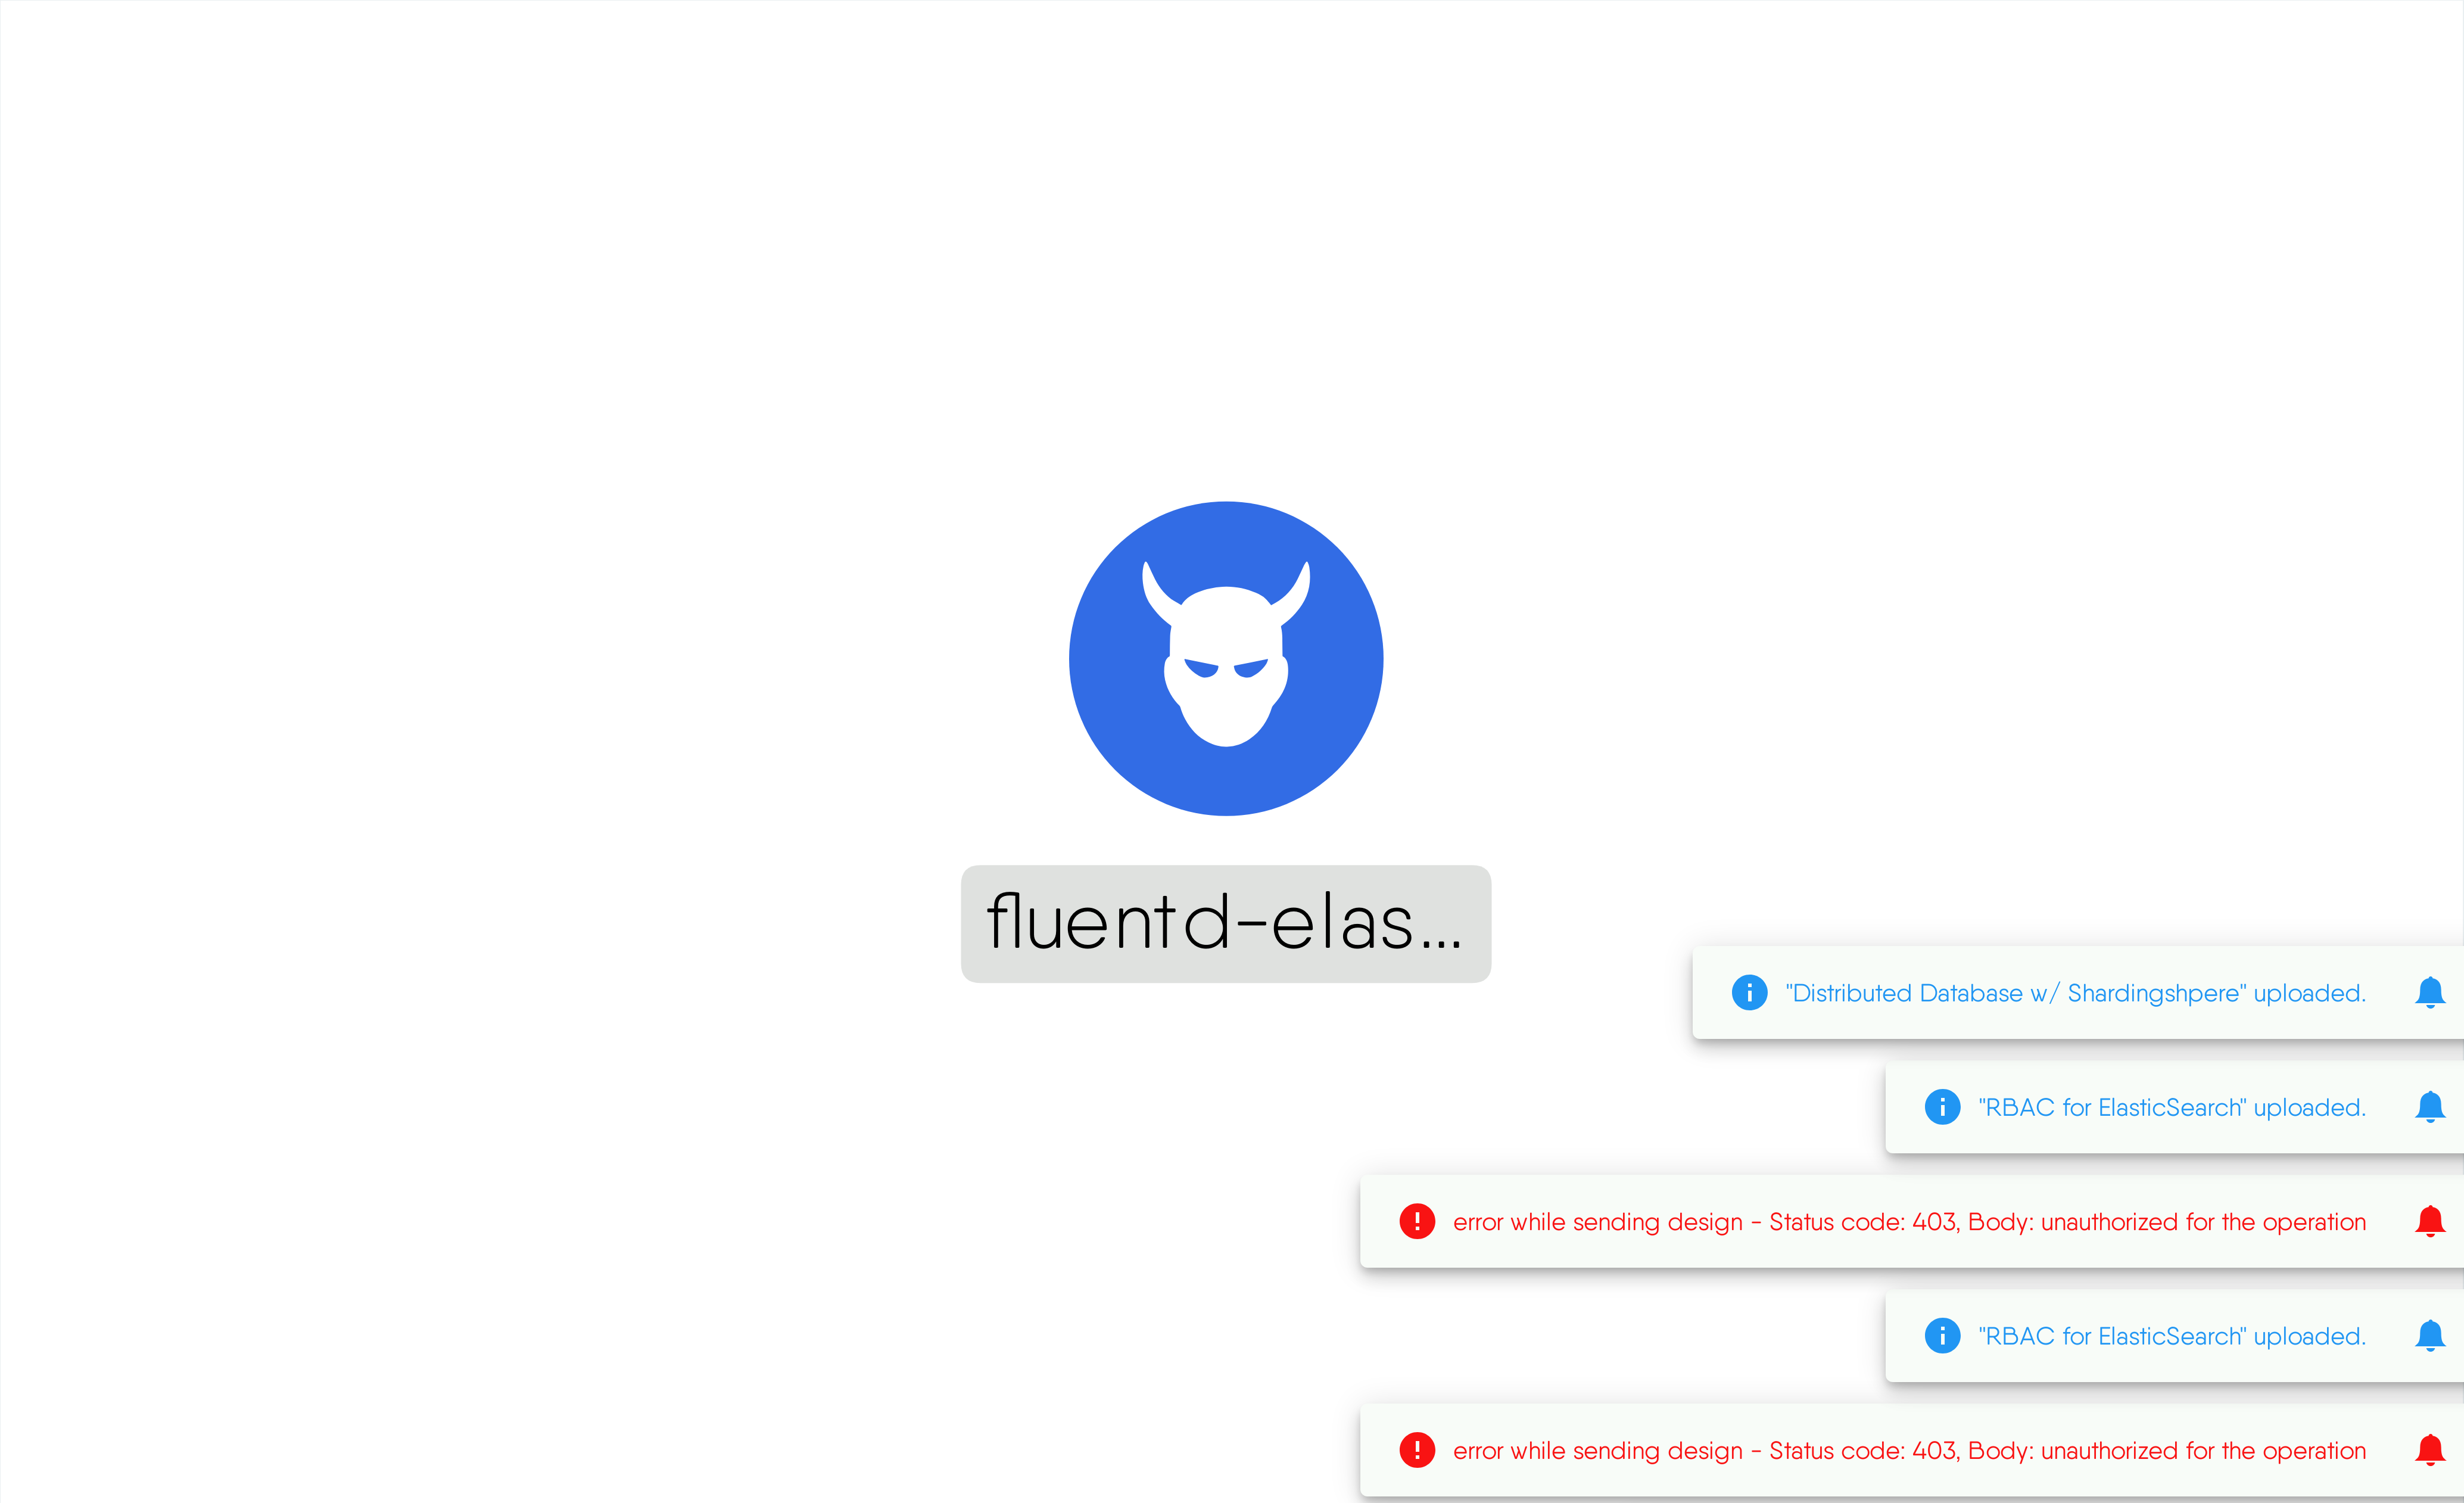 fluentd-elas...
"Distributed Database w/ Shardingshpere" uploaded.
"RBAC for ElasticSearch" uploaded.
error while sending design - Status code: 403, Body: unauthorized for the operation
"RBAC for ElasticSearch" uploaded.
error while sending design - Status code: 403, Body: unauthorized for the operation